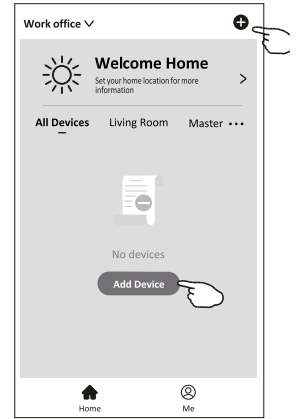 Work office
Welcome Home
Set your home location for more
information
All Devices Living Room Master
No devices
Add Device
Home Me